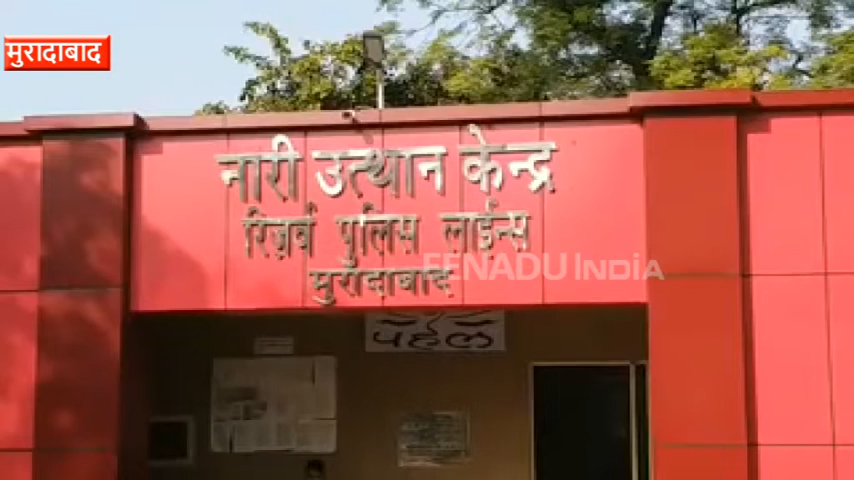 मुरादाबाद
नारी उत्थान केन्द्र
रिज़र्व पुलिस लाईन्स
मुरादाबाद
EENADU INDIA
पहल